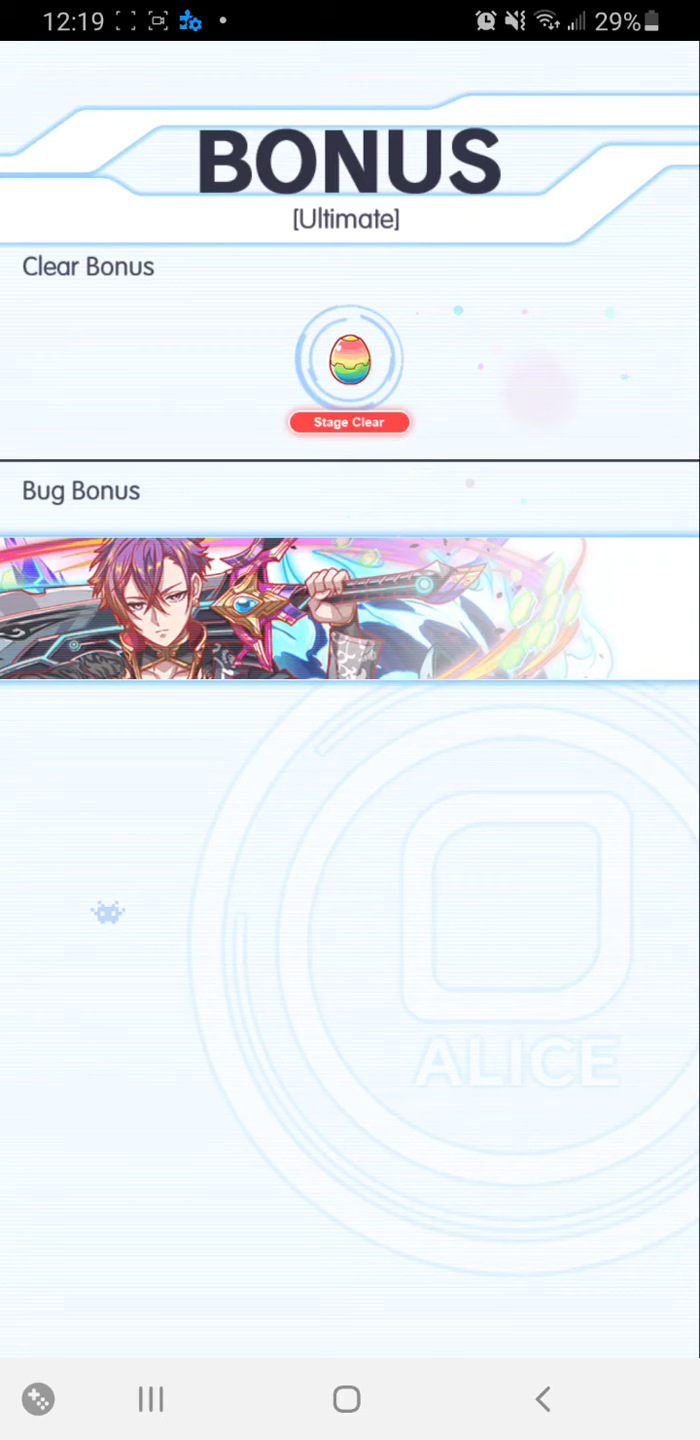 12:19
29%
BONUS
[Ultimate]
Clear Bonus
Stage Clear
Bug Bonus
ALICE